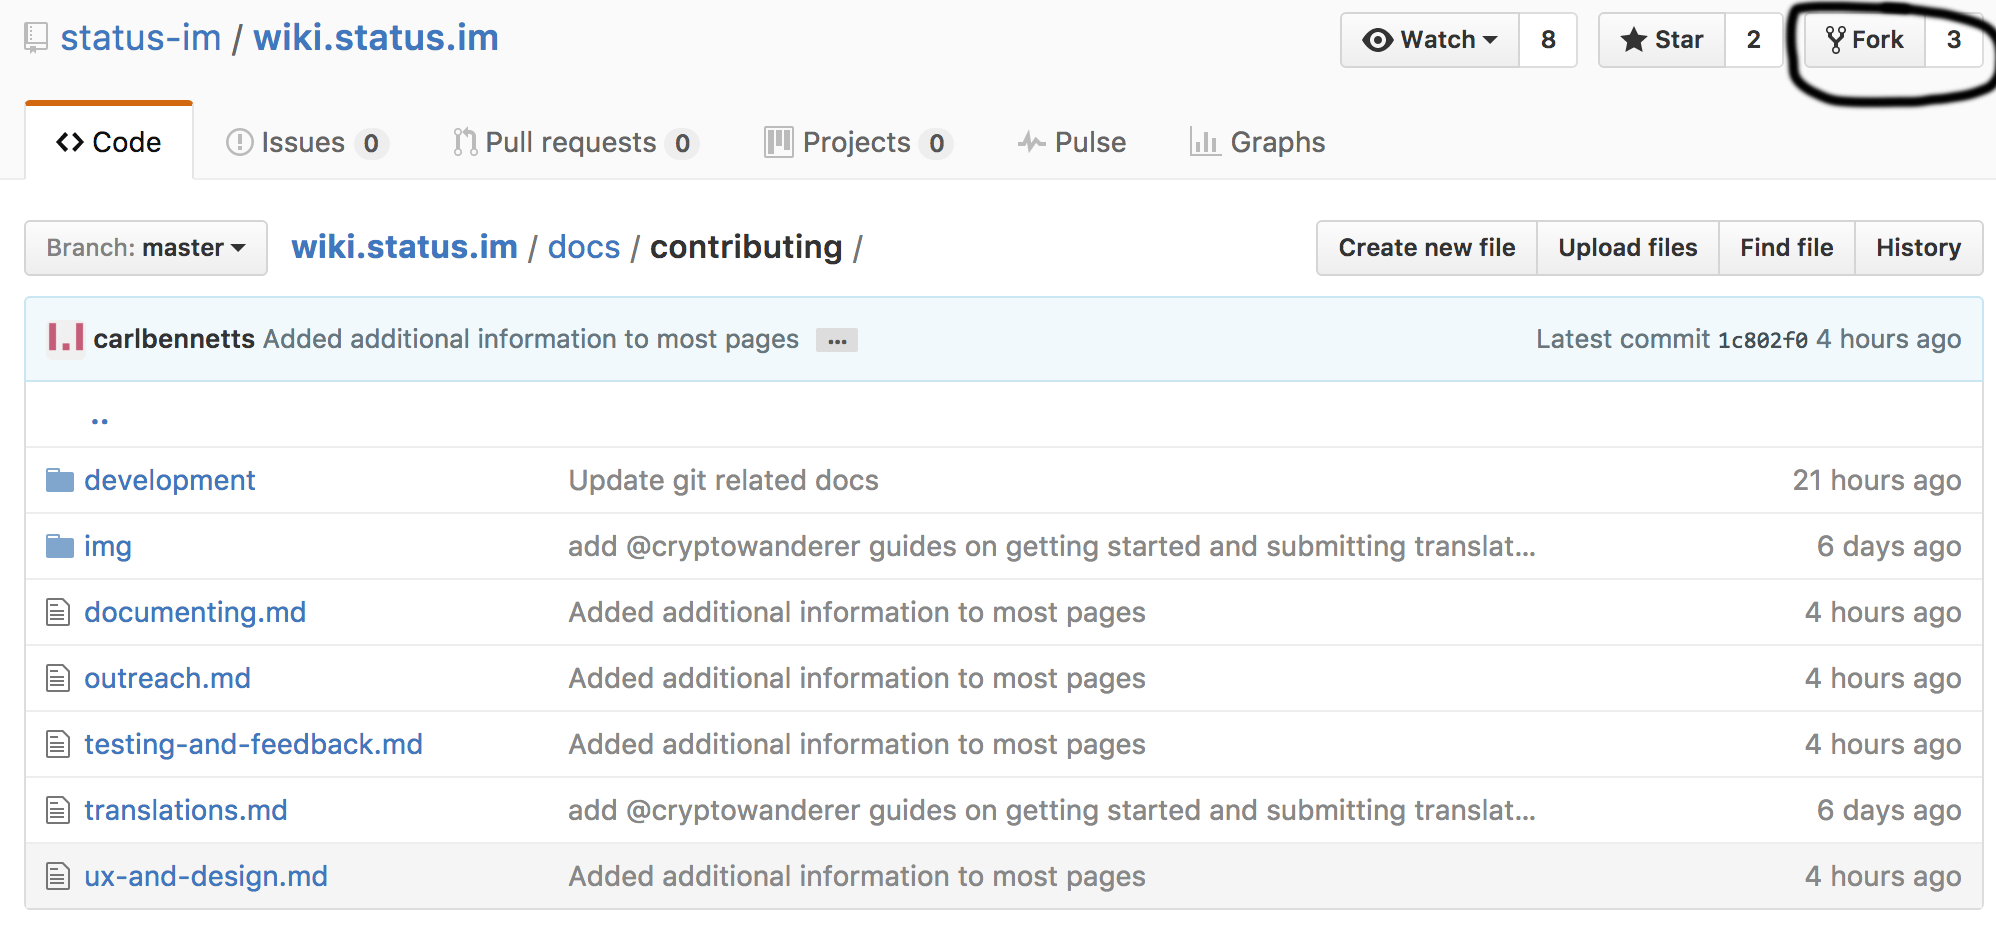 status-im / wiki.status.im Watch 8 Star 2 Fork 3
Code Issues 0 Pull requests 0 Projects 0 Pulse Graphs
Branch: master wiki.status.im / docs / contributing / Create new file Upload files Find file History
carlbennetts Added additional information to most pages ... Latest commit 1c802f0 4 hours ago
..
development Update git related docs 21 hours ago
img add @cryptowanderer guides on getting started and submitting translat... 6 days ago
documenting.md Added additional information to most pages 4 hours ago
outreach.md Added additional information to most pages 4 hours ago
testing-and-feedback.md Added additional information to most pages 4 hours ago
translations.md add @cryptowanderer guides on getting started and submitting translat... 6 days ago
ux-and-design.md Added additional information to most pages 4 hours ago